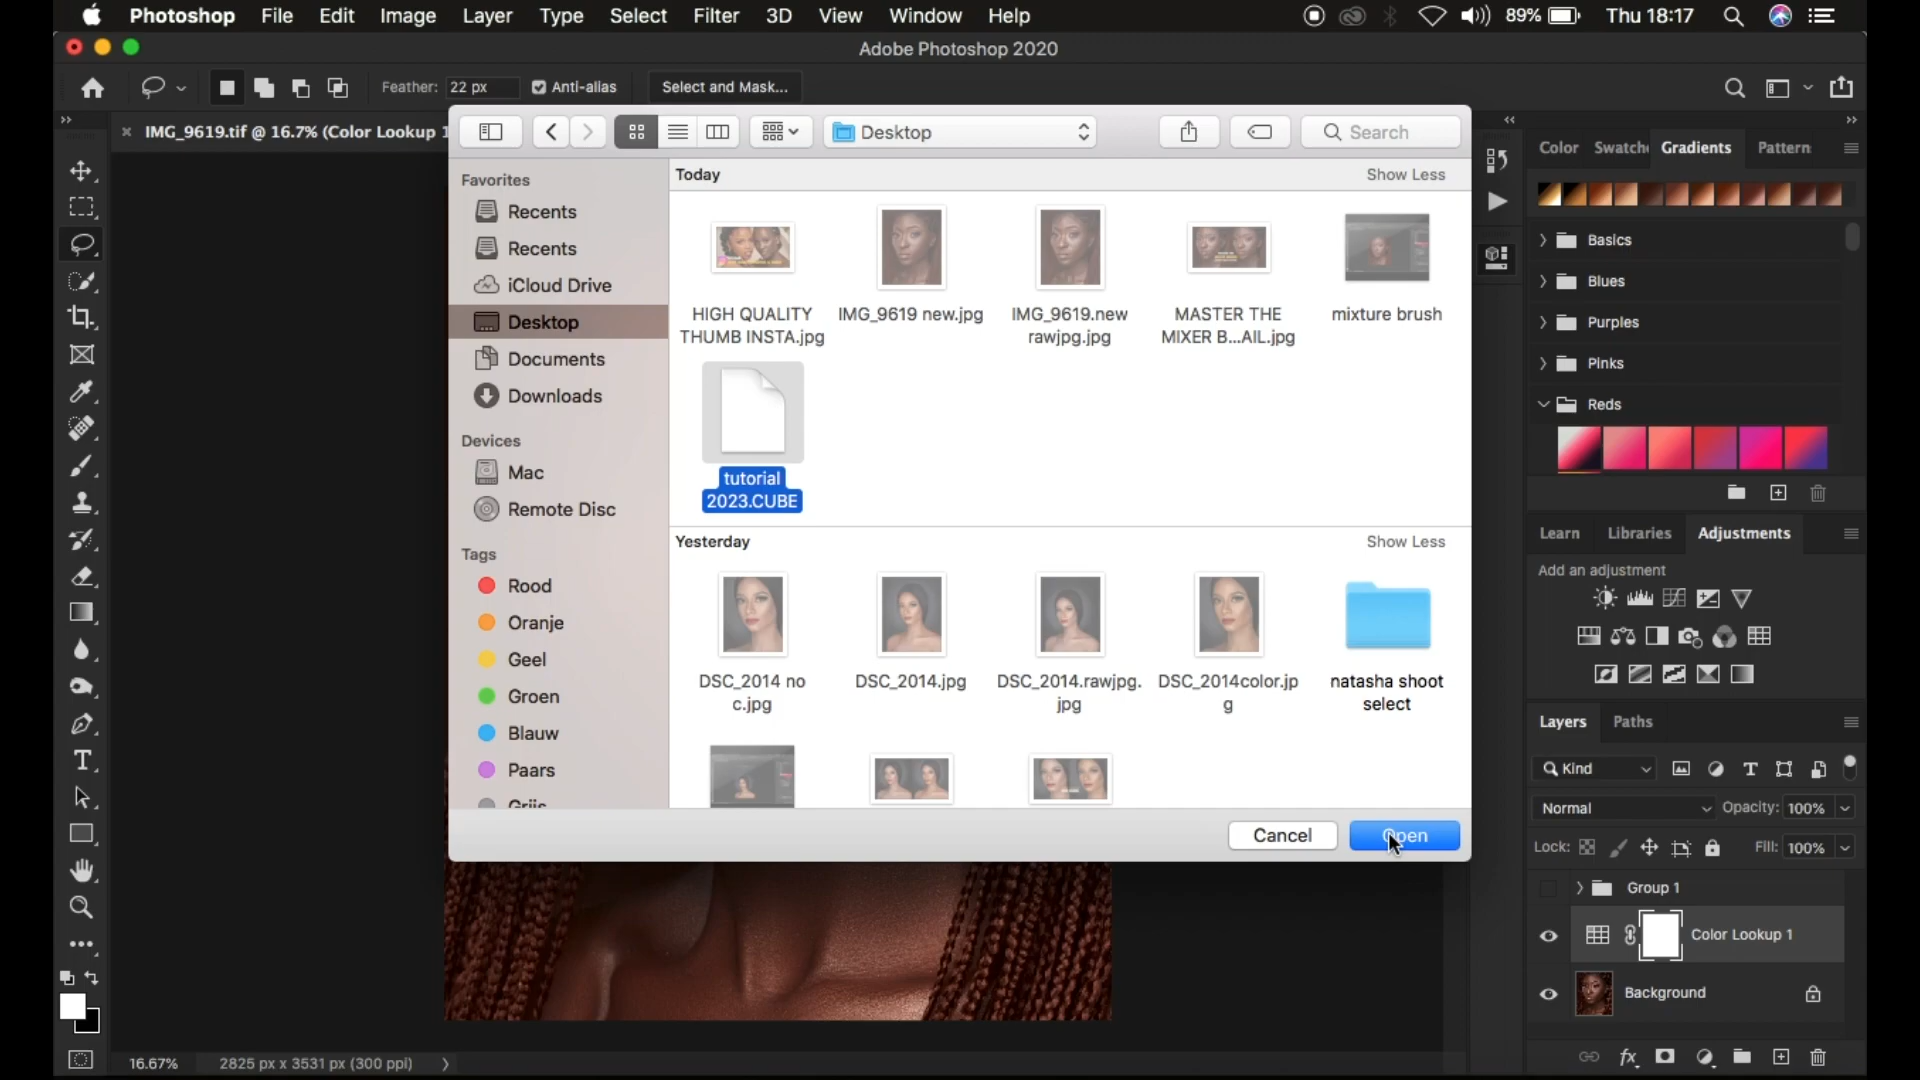 Photoshop File Edit Image Layer Type Select Filter 3D View Window Help 89% Thu 18:17
Adobe Photoshop 2020
Feather: 22 px Anti-alias Select and Mask...
IMG_9619.tif @ 16.7% (Color Lookup 1
Desktop
Search
Favorites
Recents
Recents
iCloud Drive
Desktop
Documents
Downloads
Devices
Mac
Remote Disc
Tags
Rood
Oranje
Geel
Groen
Blauw
Paars
Grijs
Today Show Less
HIGH QUALITY
THUMB INSTA.jpg
IMG_9619 new.jpg
IMG_9619.new
rawjpg.jpg
MASTER THE
MIXER B...AIL.jpg
mixture brush
tutorial
2023.CUBE
Yesterday Show Less
DSC_2014 no
c.jpg
DSC_2014.jpg
DSC_2014.rawjpg.
jpg
DSC_2014color.jp
g
natasha shoot
select
Cancel Open
Color Swatche Gradients Pattern
Basics
Blues
Purples
Pinks
Reds
Learn Libraries Adjustments
Add an adjustment
Layers Paths
Kind
Normal Opacity: 100%
Lock: Fill: 100%
Group 1
Color Lookup 1
Background
16.67% 2825 px x 3531 px (300 ppi)